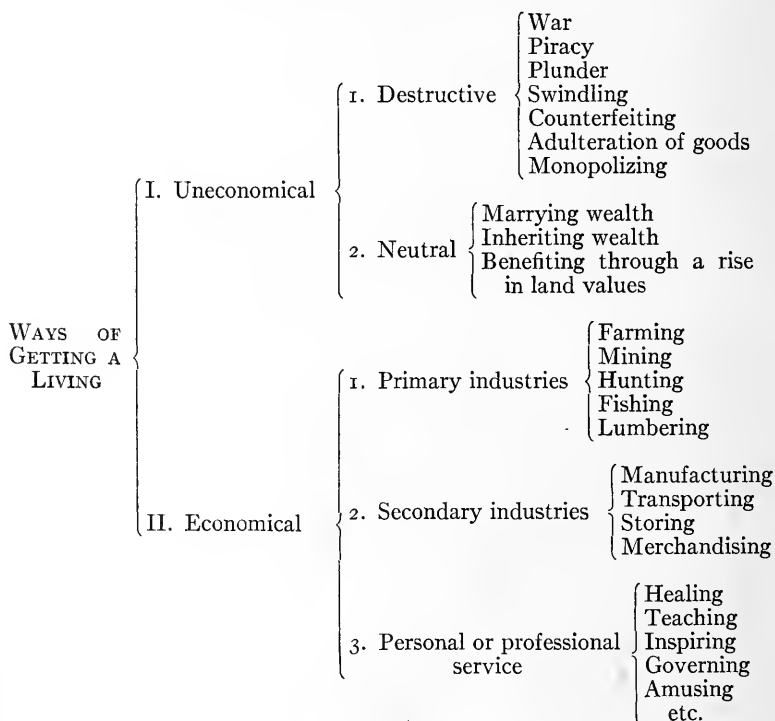 WAYS OF
GETTING A
LIVING
I. Uneconomical
1. Destructive
War
Piracy
Plunder
Swindling
Counterfeiting
Adulteration of goods
Monopolizing
2. Neutral
Marrying wealth
Inheriting wealth
Benefiting through a rise
in land values
II. Economical
1. Primary industries
Farming
Mining
Hunting
Fishing
Lumbering
2. Secondary industries
Manufacturing
Transporting
Storing
Merchandising
3. Personal or professional
service
Healing
Teaching
Inspiring
Governing
Amusing
etc.